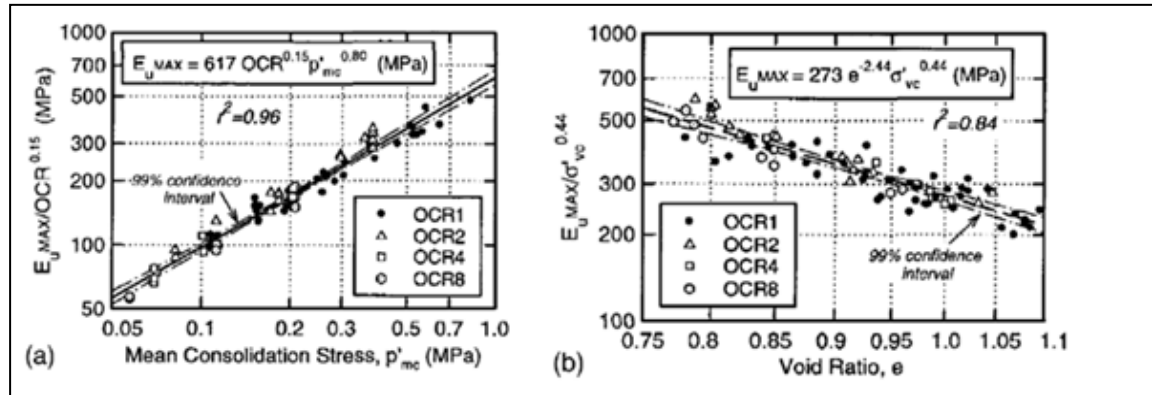 E_u MAX = 617 OCR^0.15 p'_mc^0.80 (MPa)
r²=0.96
99% confidence
interval
OCR1
OCR2
OCR4
OCR8
E_u MAX/OCR^0.15 (MPa)
1000
700
500
300
200
100
50
0.05
0.1
0.2
0.3
0.5
0.7
1.0
(a)
Mean Consolidation Stress, p'_mc (MPa)
E_u MAX = 273 e^-2.44 σ'_vc^0.44 (MPa)
r²=0.84
OCR1
OCR2
OCR4
OCR8
99% confidence
interval
E_u MAX/σ'_vc^0.44
1000
500
300
200
100
0.75
0.8
0.85
0.9
0.95
1.0
1.05
1.1
(b)
Void Ratio, e